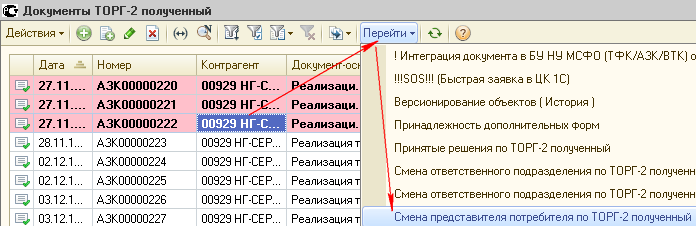 Документы ТОРГ-2 полученный
Действия
Перейти
Дата Номер Контрагент Документ-осн
27.11.... АЗК00000220 00929 НГ-С... Реализаци.
27.11.... АЗК00000221 00929 НГ-С... Реализаци.
27.11.... АЗК00000222 00929 НГ-С... Реализаци.
28.11.1... АЗК00000223 00929 НГ-СЕР... Реализация т
02.12.1... АЗК00000224 00929 НГ-СЕР... Реализация т
02.12.1... АЗК00000225 00929 НГ-СЕР... Реализация т
03.12.1... АЗК00000226 00929 НГ-СЕР... Реализация т
03.12.1... АЗК00000227 00929 НГ-СЕР... Реализация т
! Интеграция документа в БУ НУ МСФО (ТФК/АЗК/ВТК) о
!!!SOS!!! (Быстрая заявка в ЦК 1С)
Версионирование объектов ( История )
Принадлежность дополнительных форм
Принятые решения по ТОРГ-2 полученный
Смена ответственного подразделения по ТОРГ-2 полученн
Смена ответственного подразделения по ТОРГ-2 полученн
Смена представителя потребителя по ТОРГ-2 полученный